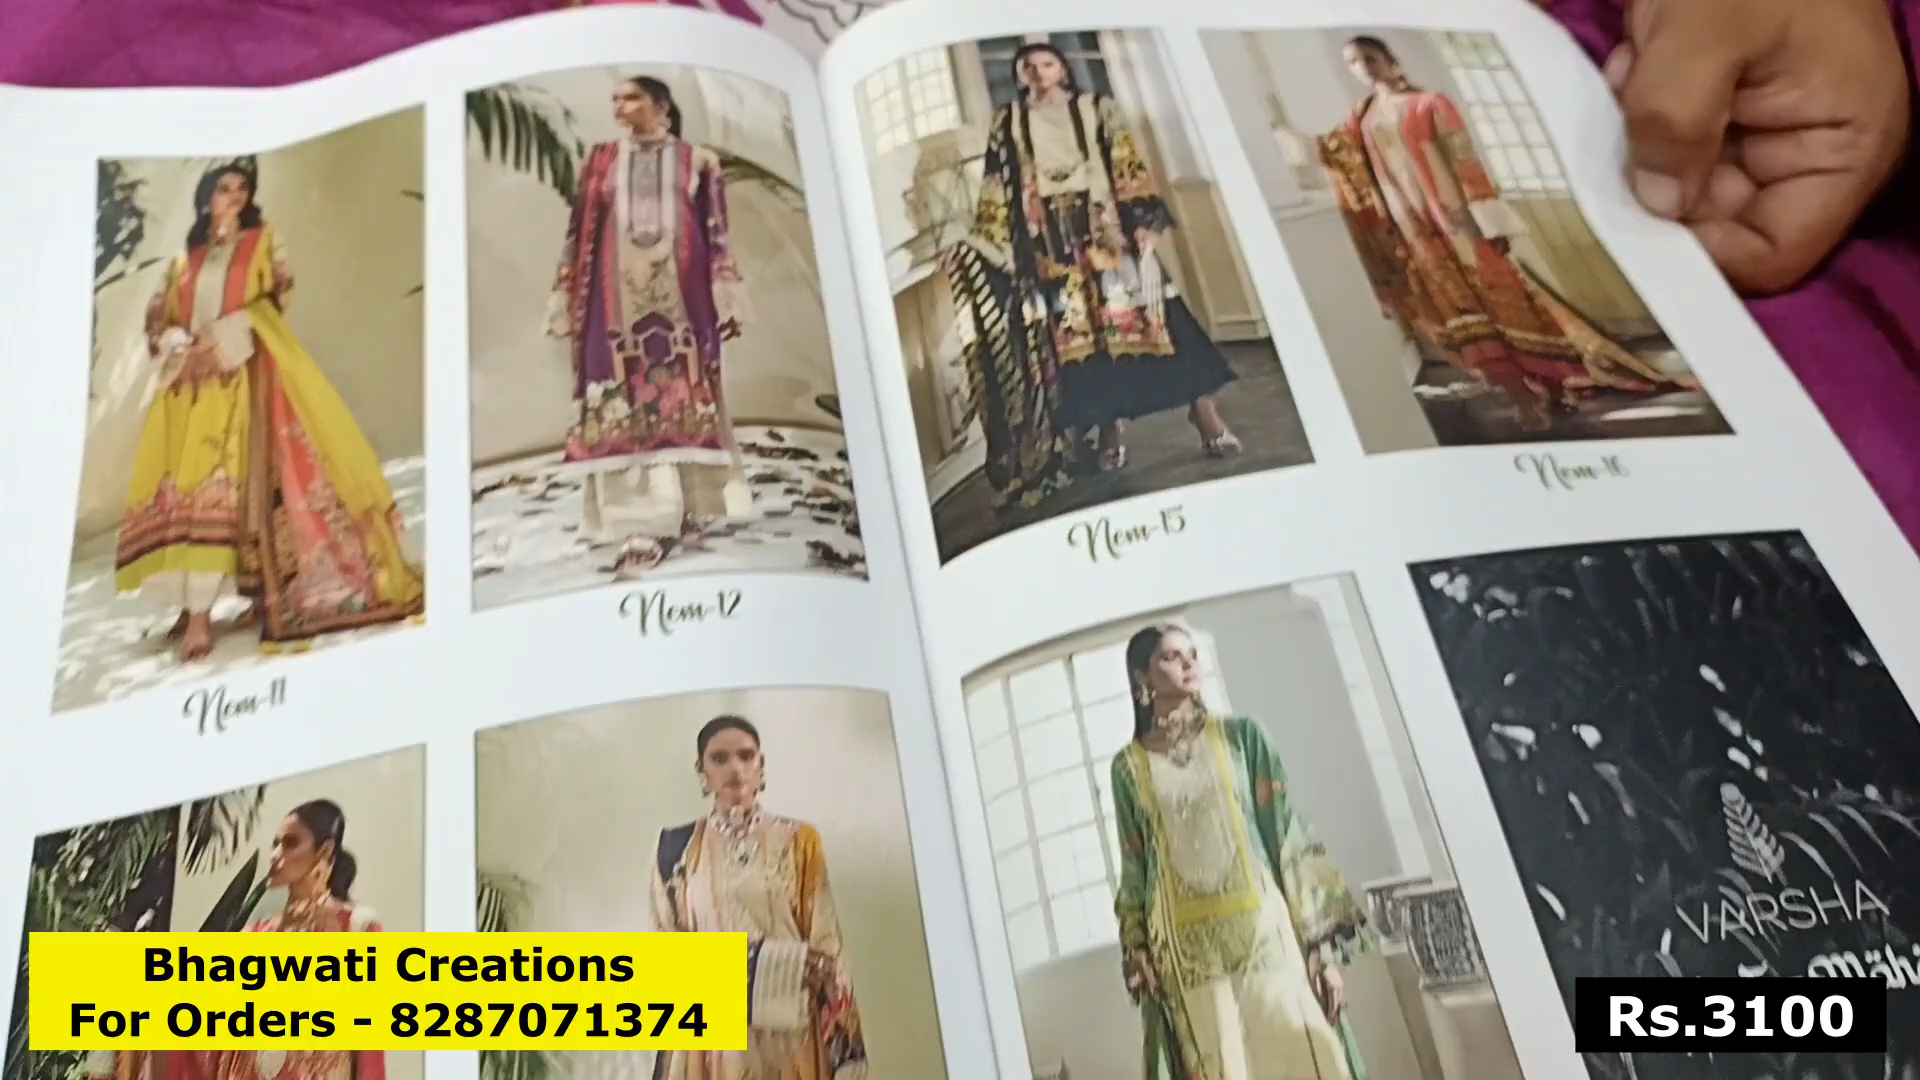 Nem-11
Nem-12
Nem-15
Nem-16
VARSHA
Bhagwati Creations
For Orders - 8287071374
Rs.3100